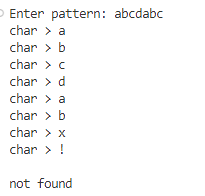 Enter pattern: abcdabc
char > a
char > b
char > c
char > d
char > a
char > b
char > x
char > !
not found